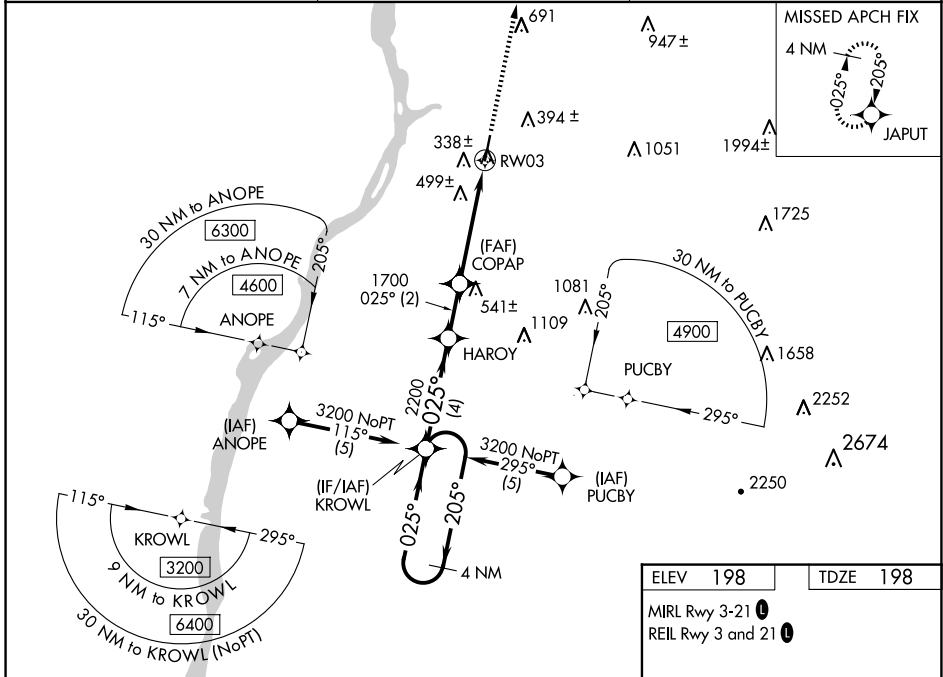 MISSED APCH FIX
4 NM
025°
205°
JAPUT
691
947±
394 ±
338±
RW03
1051
1994±
499±
1725
30 NM to ANOPE
6300
7 NM to ANOPE
4600
205°
115°
ANOPE
(FAF)
COPAP
1700
025° (2)
541±
HAROY
1081
1109
30 NM to PUCBY
205°
4900
PUCBY
295°
1658
2252
2674
2250
2200
025°
(4)
(IAF)
ANOPE
3200 NoPT
115°
(5)
3200 NoPT
295°
(5)
(IAF)
PUCBY
(IF/IAF)
KROWL
025°
205°
4 NM
115°
295°
KROWL
3200
9 NM to KROWL
6400
30 NM to KROWL (NoPT)
ELEV 198
TDZE 198
MIRL Rwy 3-21 L
REIL Rwy 3 and 21 L